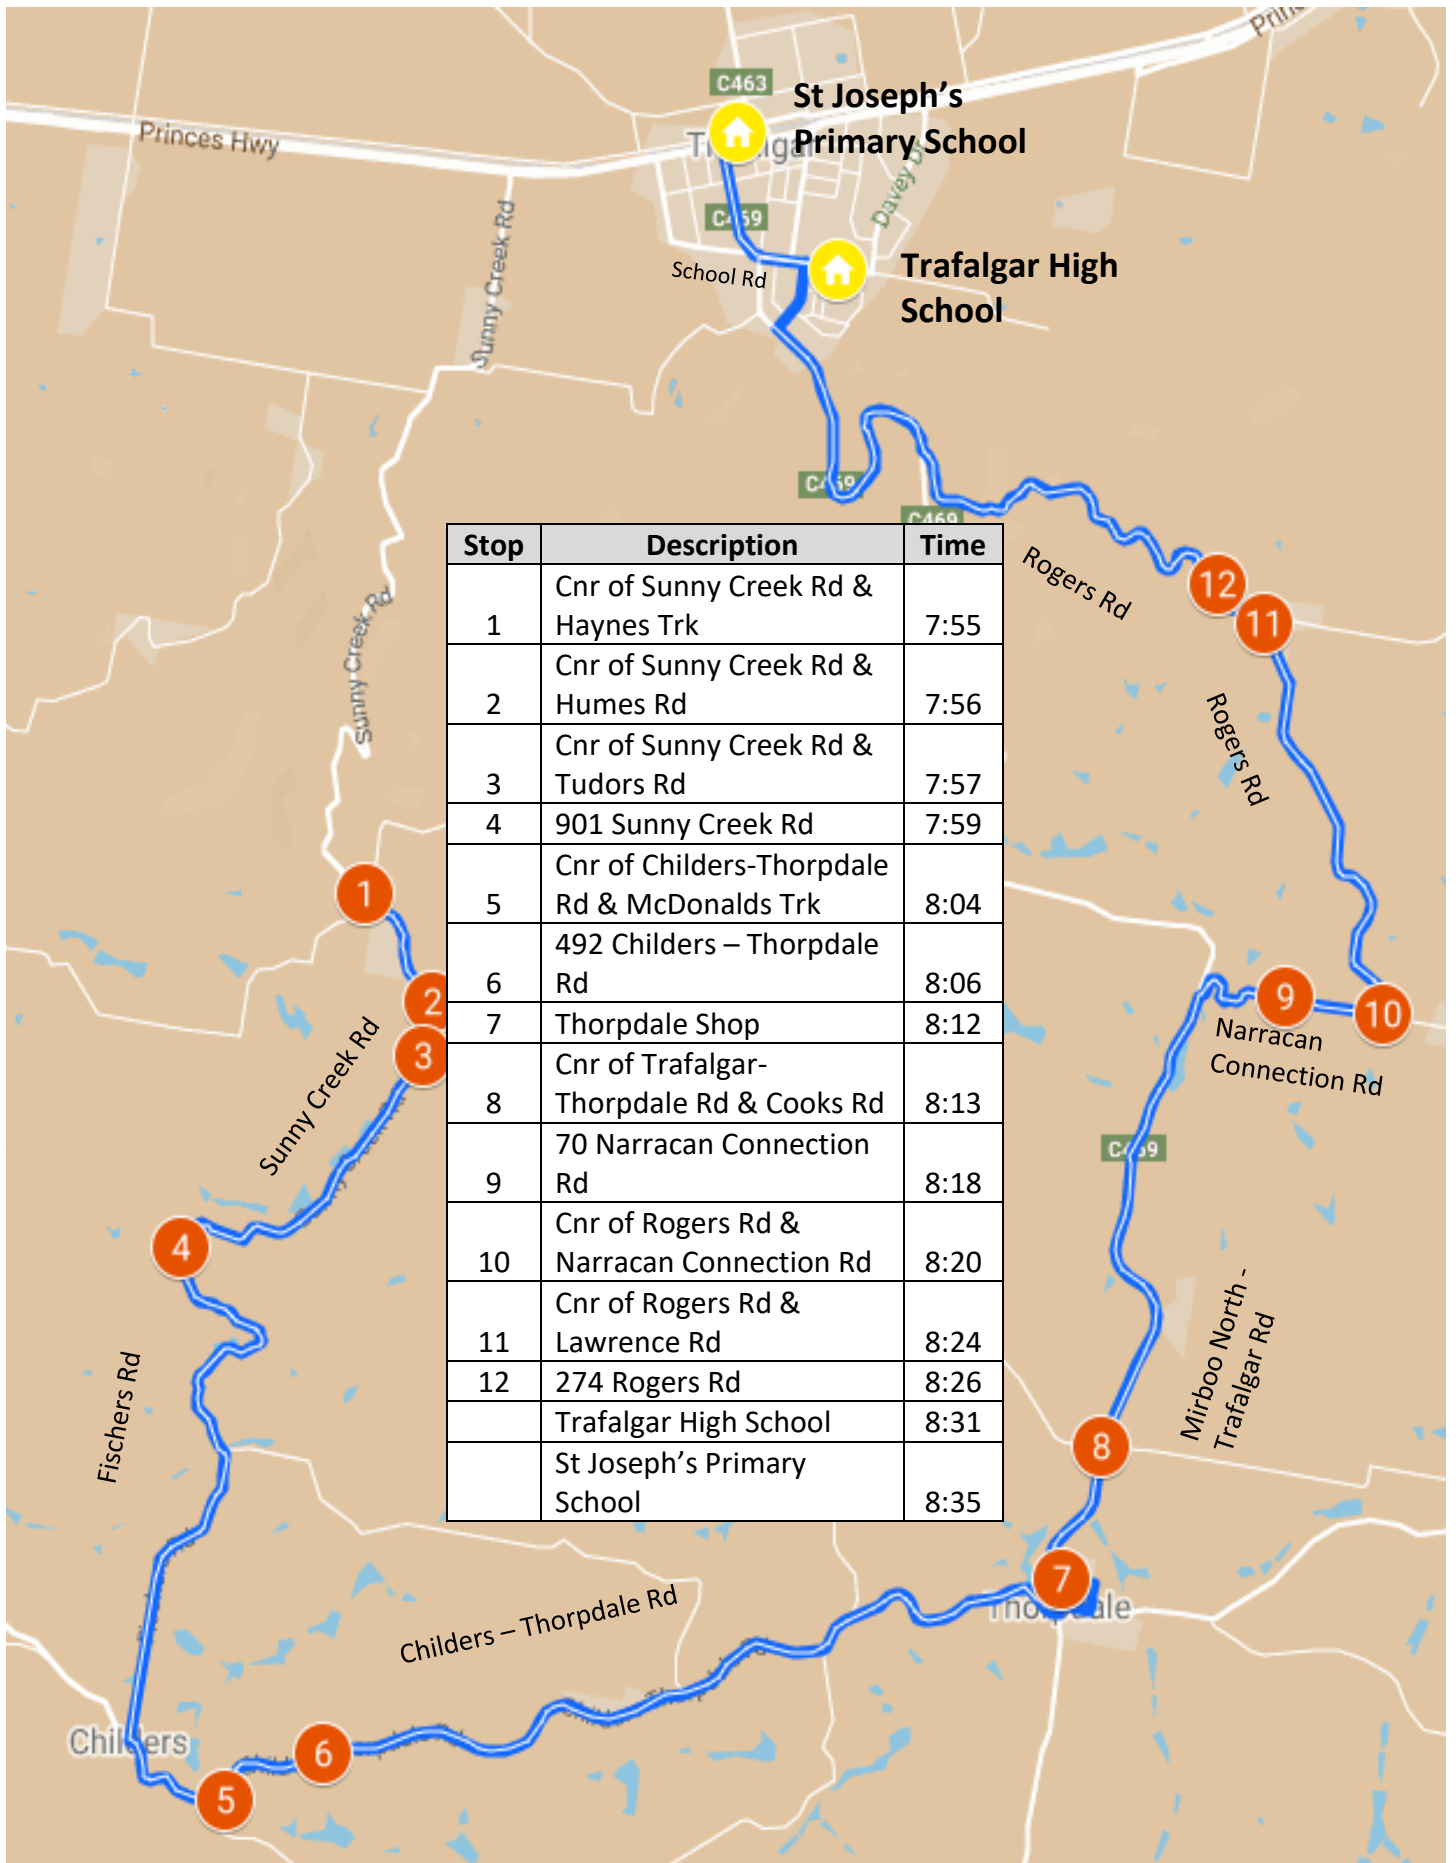 Princes Hwy
C463
St Joseph’s
Primary School
C469
Davey Dr
School Rd
Trafalgar High
School
Sunny Creek Rd
C469
C469
Rogers Rd
12
11
Sunny Creek Rd
Rogers Rd
Stop Description Time
Cnr of Sunny Creek Rd &
1 Haynes Trk 7:55
Cnr of Sunny Creek Rd &
2 Humes Rd 7:56
Cnr of Sunny Creek Rd &
3 Tudors Rd 7:57
4 901 Sunny Creek Rd 7:59
Cnr of Childers-Thorpdale
5 Rd & McDonalds Trk 8:04
492 Childers – Thorpdale
6 Rd 8:06
7 Thorpdale Shop 8:12
Cnr of Trafalgar-
8 Thorpdale Rd & Cooks Rd 8:13
70 Narracan Connection
9 Rd 8:18
Cnr of Rogers Rd &
10 Narracan Connection Rd 8:20
Cnr of Rogers Rd &
11 Lawrence Rd 8:24
12 274 Rogers Rd 8:26
Trafalgar High School 8:31
St Joseph’s Primary
School 8:35
1
2
3
Sunny Creek Rd
4
9
10
Narracan
Connection Rd
C469
Fischers Rd
Mirboo North -
Trafalgar Rd
8
7
Thorpdale
Childers – Thorpdale Rd
Childers
6
5